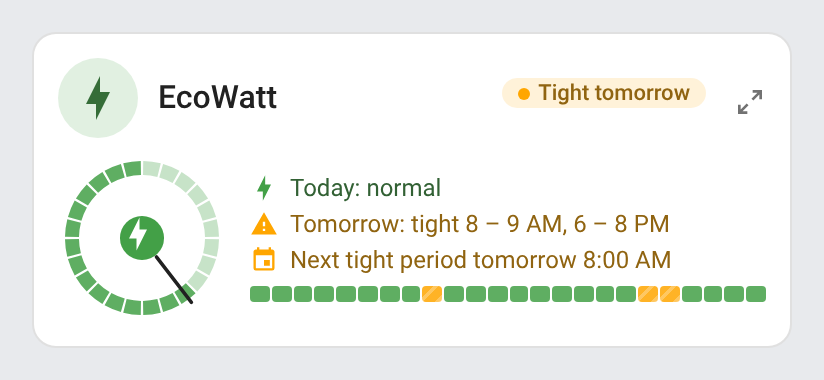 EcoWatt
Tight tomorrow
Today: normal
Tomorrow: tight 8 – 9 AM, 6 – 8 PM
Next tight period tomorrow 8:00 AM